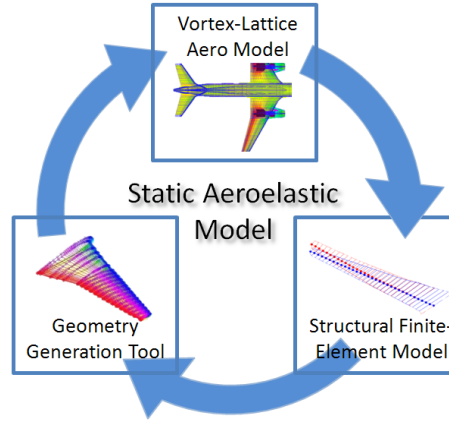 Vortex-Lattice
Aero Model
Static Aeroelastic
Model
Geometry
Generation Tool
Structural Finite-
Element Model